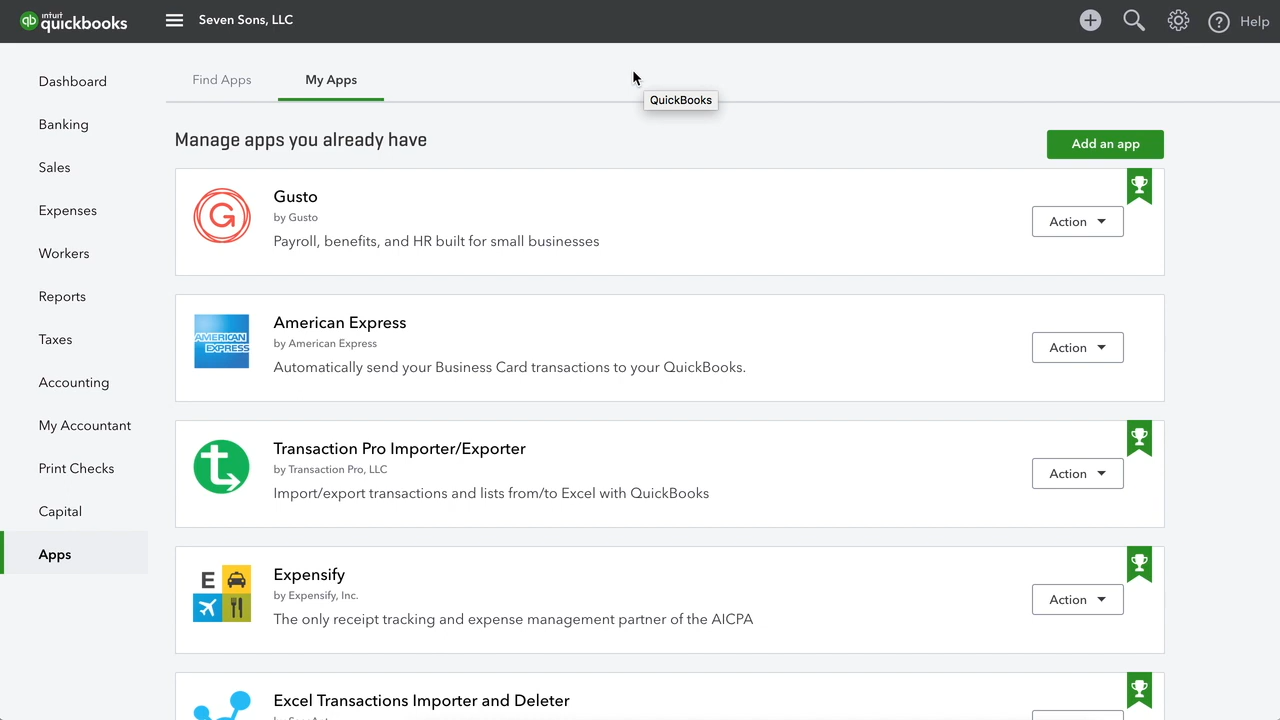 intuit
quickbooks
Seven Sons, LLC
Help
Dashboard
Banking
Sales
Expenses
Workers
Reports
Taxes
Accounting
My Accountant
Print Checks
Capital
Apps
Find Apps
My Apps
QuickBooks
Manage apps you already have
Add an app
Gusto
by Gusto
Payroll, benefits, and HR built for small businesses
Action
AMERICAN
EXPRESS
American Express
by American Express
Automatically send your Business Card transactions to your QuickBooks.
Action
Transaction Pro Importer/Exporter
by Transaction Pro, LLC
Import/export transactions and lists from/to Excel with QuickBooks
Action
E
Expensify
by Expensify, Inc.
The only receipt tracking and expense management partner of the AICPA
Action
Excel Transactions Importer and Deleter